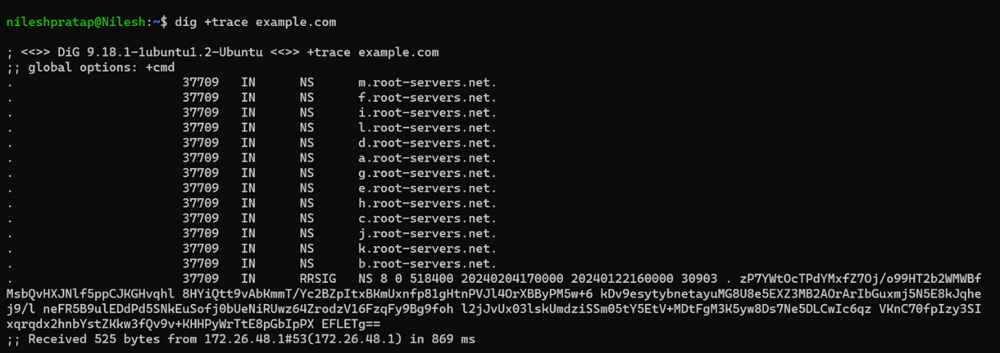 nileshpratap@Nilesh:~$ dig +trace example.com
; <<>> DiG 9.18.1-1ubuntu1.2-Ubuntu <<>> +trace example.com
;; global options: +cmd
. 37709 IN NS m.root-servers.net.
. 37709 IN NS f.root-servers.net.
. 37709 IN NS i.root-servers.net.
. 37709 IN NS l.root-servers.net.
. 37709 IN NS d.root-servers.net.
. 37709 IN NS a.root-servers.net.
. 37709 IN NS g.root-servers.net.
. 37709 IN NS e.root-servers.net.
. 37709 IN NS h.root-servers.net.
. 37709 IN NS c.root-servers.net.
. 37709 IN NS j.root-servers.net.
. 37709 IN NS k.root-servers.net.
. 37709 IN NS b.root-servers.net.
. 37709 IN RRSIG NS 8 0 518400 20240204170000 20240122160000 30903 . zP7YWtOcTPdYMxfZ7Oj/o99HT2b2WMWBf
MsbQvHXJNlf5ppCJKGHvqhl 8HYiQtt9vAbKmmT/Yc2BZpItxBKmUxnfp81gHtnPVJl4OrXBByPM5w+6 kDv9esytybnetayuMG8U8e5EXZ3MB2AOrArIbGuxmj5N5E8kJqhe
j9/l neFR5B9ulEDdPd5SNkEuSofj0bUeNiRUwz64ZrodzV16FzqFy9Bg9foh l2jJvUx03lskUmdziSSm05tY5EtV+MDtFgM3K5yw8Ds7Ne5DLCwIc6qz VKnC70fpIzy3SI
xqrqdx2hnbYstZKkw3fQv9v+KHHPyWrTtE8pGbIpPX EFLETg==
;; Received 525 bytes from 172.26.48.1#53(172.26.48.1) in 869 ms